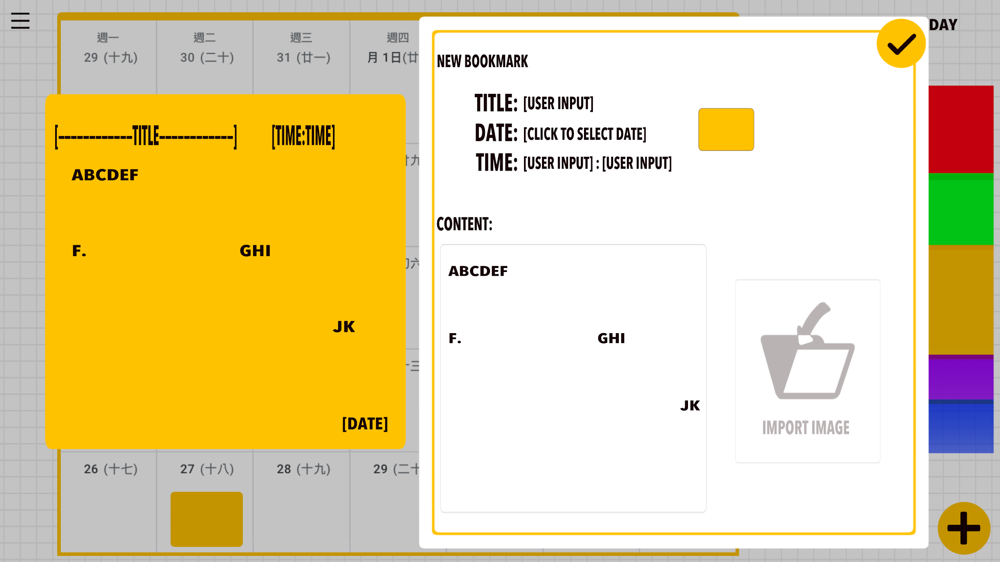 DAY
週一 週二 週三 週四
29 (十九) 30 (二十) 31 (廿一) 月 1日(廿
[------------TITLE------------] [TIME:TIME]
ABCDEF
F. GHI
JK
[DATE]
26 (十七) 27 (十八) 28 (十九) 29 (二十
NEW BOOKMARK
TITLE: [USER INPUT]
DATE: [CLICK TO SELECT DATE]
TIME: [USER INPUT] : [USER INPUT]
CONTENT:
ABCDEF
F. GHI
JK
IMPORT IMAGE